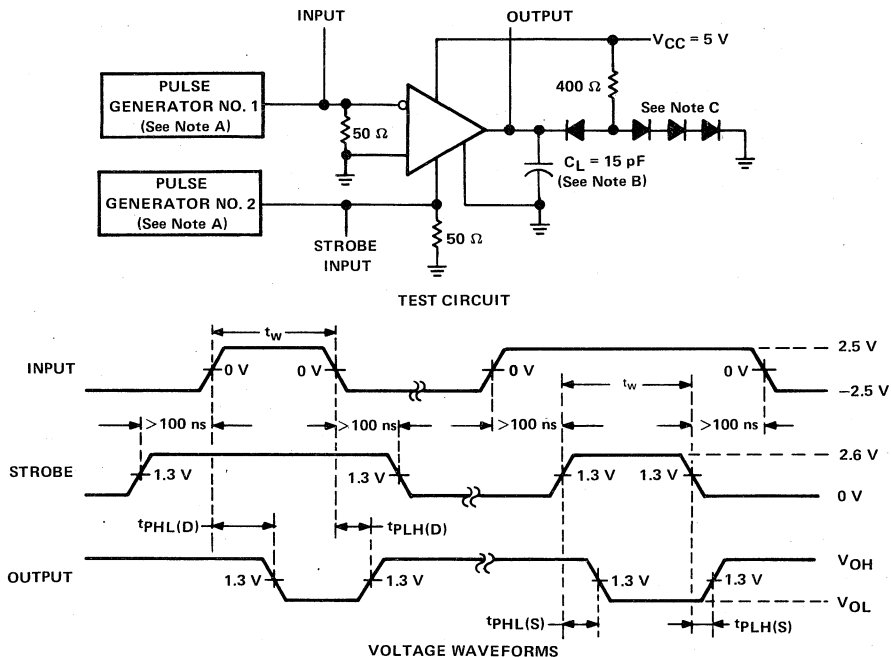 INPUT
OUTPUT
VCC = 5 V
PULSE
GENERATOR NO. 1
(See Note A)
400 Ω
See Note C
50 Ω
CL = 15 pF
(See Note B)
PULSE
GENERATOR NO. 2
(See Note A)
50 Ω
STROBE
INPUT
TEST CIRCUIT
tw
2.5 V
INPUT
0 V
0 V
0 V
tw
0 V
−2.5 V
>100 ns
>100 ns
>100 ns
>100 ns
2.6 V
STROBE
1.3 V
1.3 V
1.3 V
1.3 V
0 V
tPHL(D)
tPLH(D)
VOH
OUTPUT
1.3 V
1.3 V
1.3 V
1.3 V
VOL
tPHL(S)
tPLH(S)
VOLTAGE WAVEFORMS